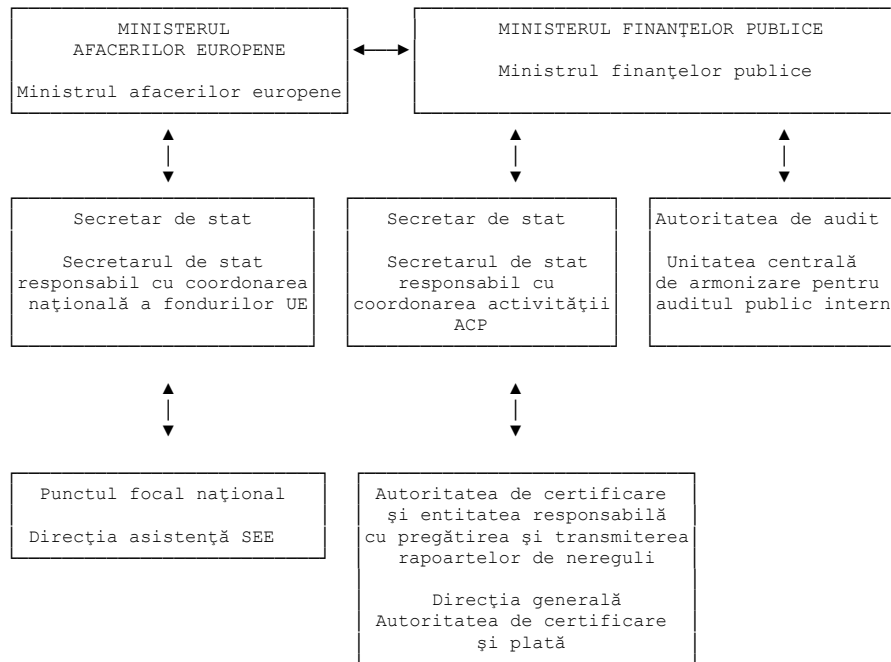 MINISTERUL
AFACERILOR EUROPENE
Ministrul afacerilor europene
MINISTERUL FINANŢELOR PUBLICE
Ministrul finanţelor publice
Secretar de stat
Secretarul de stat
responsabil cu coordonarea
naţională a fondurilor UE
Secretar de stat
Secretarul de stat
responsabil cu
coordonarea activităţii
ACP
Autoritatea de audit
Unitatea centrală
de armonizare pentru
auditul public intern
Punctul focal naţional
Direcţia asistenţă SEE
Autoritatea de certificare
şi entitatea responsabilă
cu pregătirea şi transmiterea
rapoartelor de nereguli
Direcţia generală
Autoritatea de certificare
şi plată